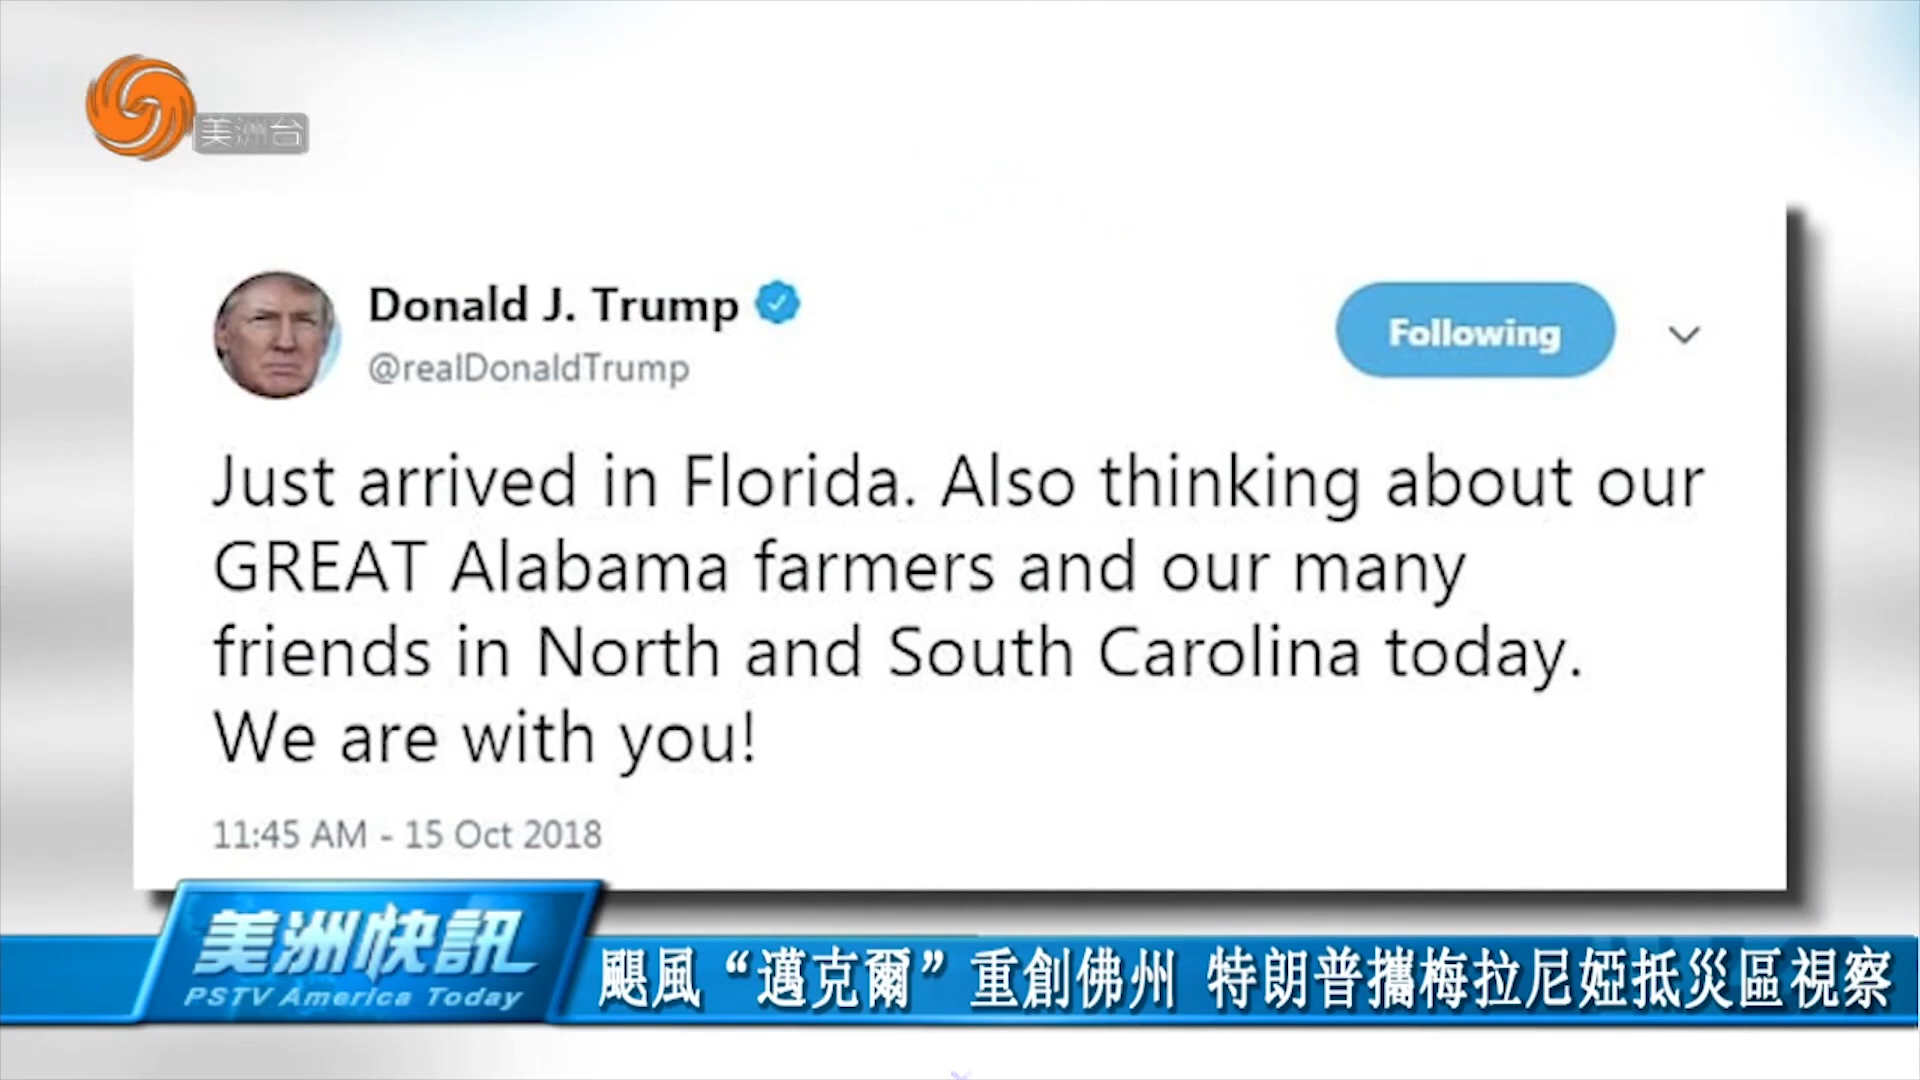 美洲台
Donald J. Trump
@realDonaldTrump
Following
Just arrived in Florida. Also thinking about our
GREAT Alabama farmers and our many
friends in North and South Carolina today.
We are with you!
11:45 AM - 15 Oct 2018
美洲快訊
PSTV America Today
颶風“邁克爾”重創佛州 特朗普攜梅拉尼婭抵災區視察